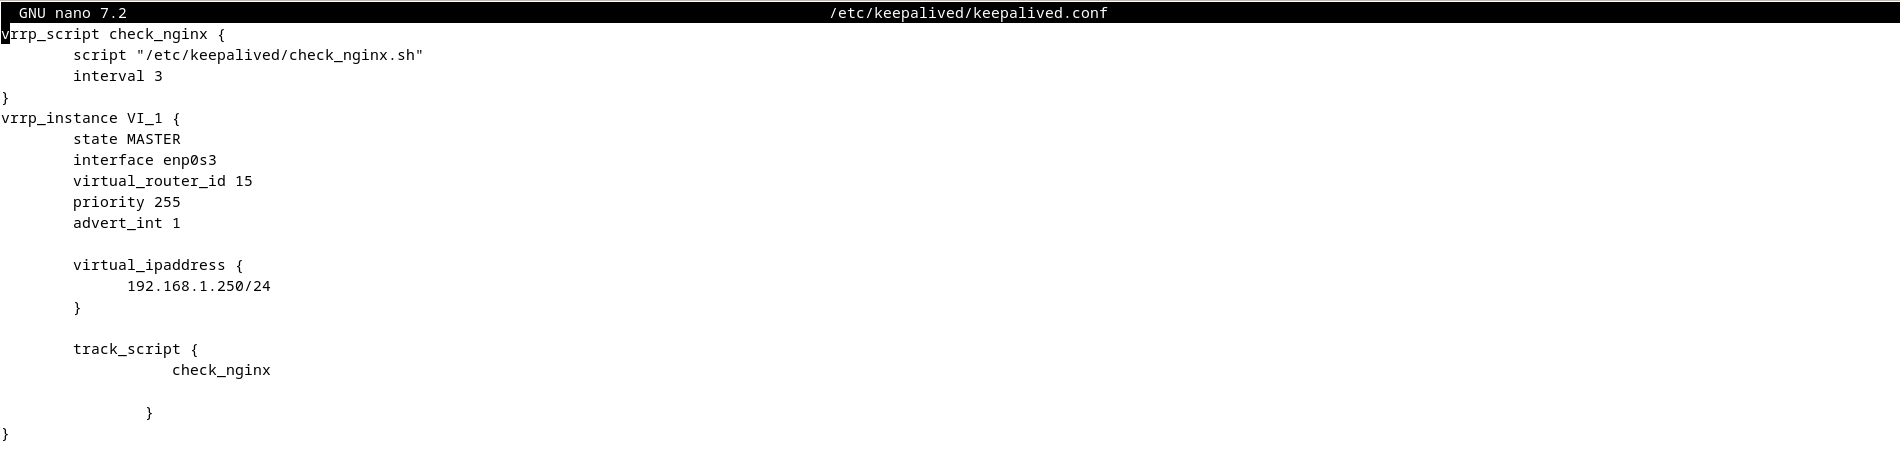 GNU nano 7.2 /etc/keepalived/keepalived.conf
vrrp_script check_nginx {
script "/etc/keepalived/check_nginx.sh"
interval 3
}
vrrp_instance VI_1 {
state MASTER
interface enp0s3
virtual_router_id 15
priority 255
advert_int 1
virtual_ipaddress {
192.168.1.250/24
}
track_script {
check_nginx
}
}